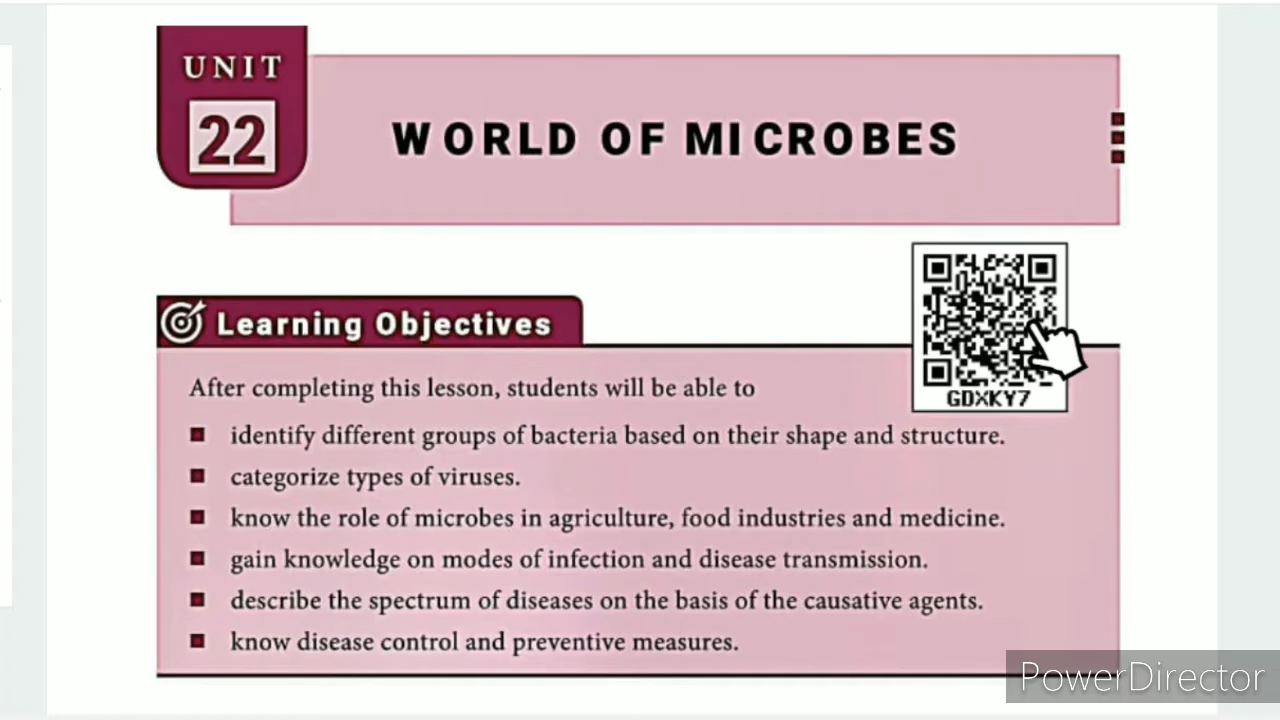 UNIT
22
WORLD OF MICROBES
GDXKY7
Learning Objectives
After completing this lesson, students will be able to
identify different groups of bacteria based on their shape and structure.
categorize types of viruses.
know the role of microbes in agriculture, food industries and medicine.
gain knowledge on modes of infection and disease transmission.
describe the spectrum of diseases on the basis of the causative agents.
know disease control and preventive measures.
PowerDirector